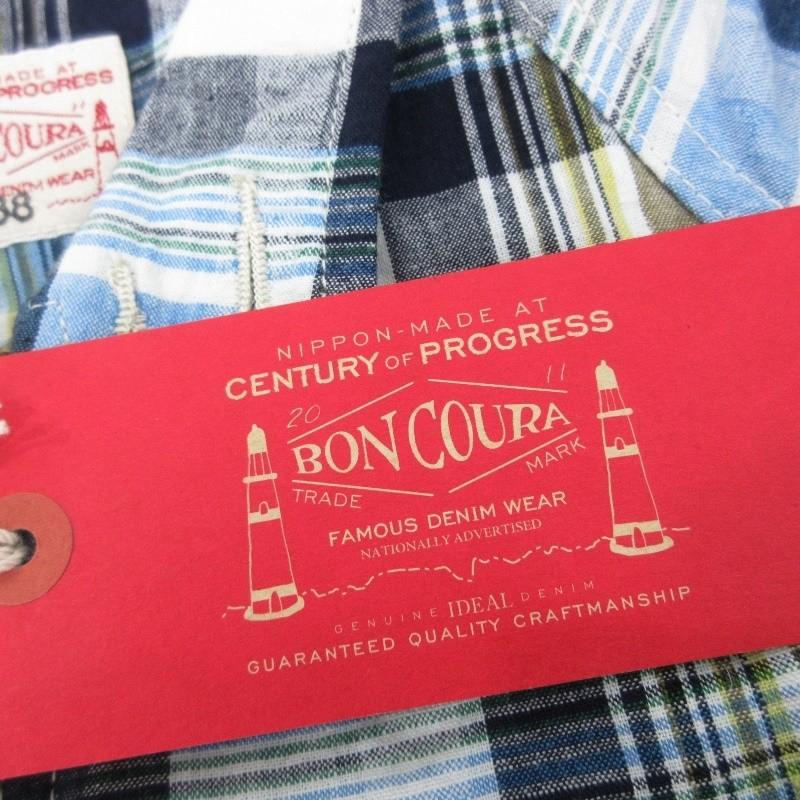 MADE AT
PROGRESS
COURA
MARK
DENIM WEAR
38
NIPPON-MADE AT
CENTURY OF PROGRESS
20 11
BON COURA
TRADE MARK
FAMOUS DENIM WEAR
NATIONALLY ADVERTISED
GENUINE IDEAL DENIM
GUARANTEED QUALITY CRAFTMANSHIP